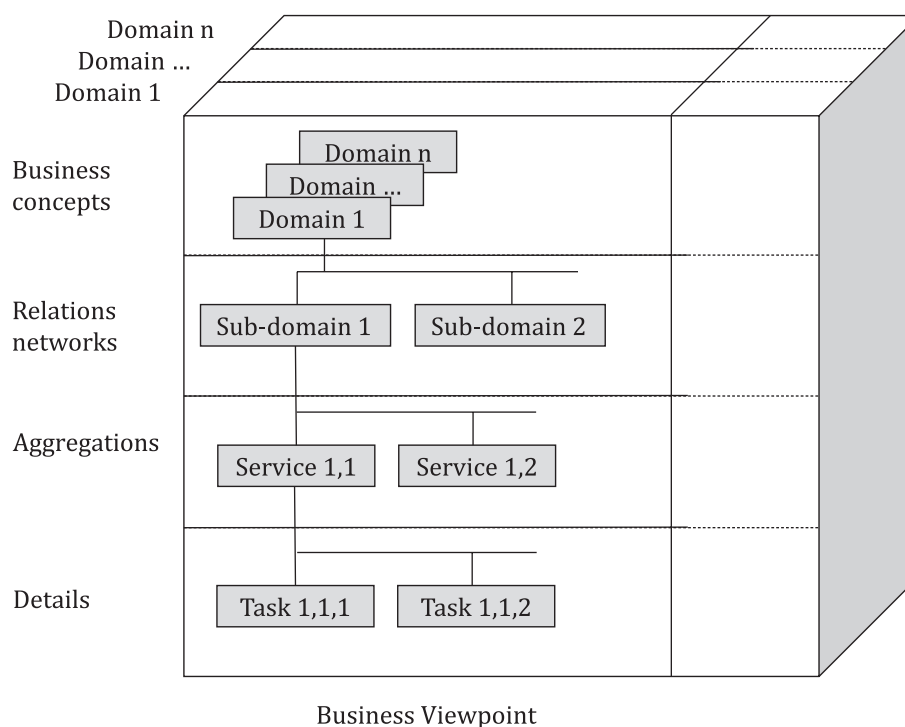 Domain n
Domain ...
Domain 1
Business
concepts
Domain n
Domain ...
Domain 1
Relations
networks
Sub-domain 1
Sub-domain 2
Aggregations
Service 1,1
Service 1,2
Details
Task 1,1,1
Task 1,1,2
Business Viewpoint